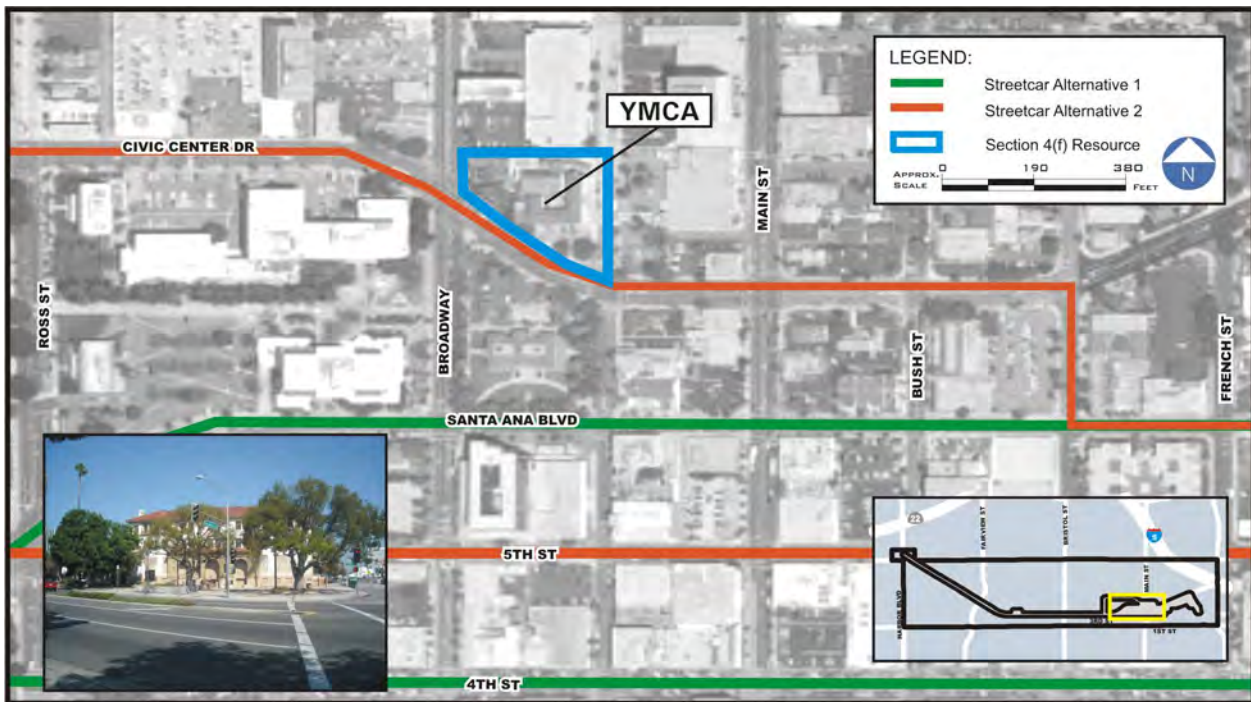 LEGEND:
Streetcar Alternative 1
Streetcar Alternative 2
Section 4(f) Resource
APPROX.
SCALE
0 190 380
FEET
N
YMCA
CIVIC CENTER DR
MAIN ST
ROSS ST
BROADWAY
BUSH ST
FRENCH ST
SANTA ANA BLVD
5TH ST
4TH ST
22
FAIRVIEW ST
BRISTOL ST
5
MAIN ST
HARBOR BLVD
1ST ST